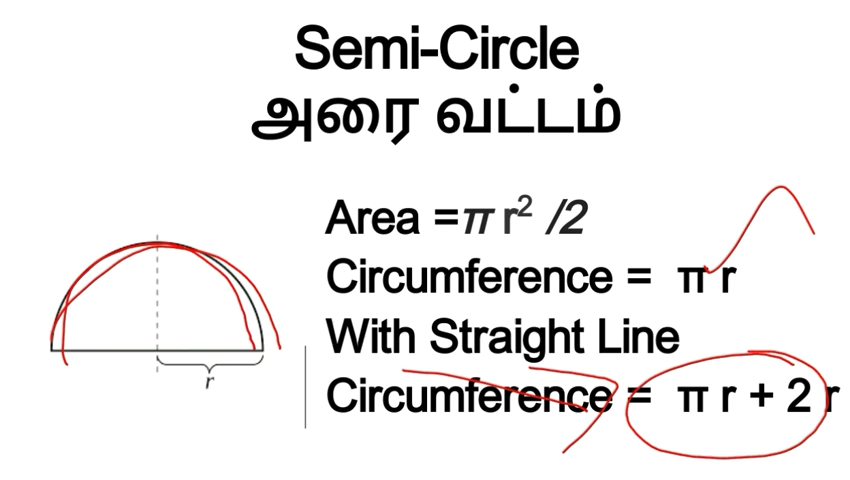 Semi-Circle
அரை வட்டம்
Area =π r² /2
Circumference = π r
With Straight Line
Circumference = π r + 2 r
r